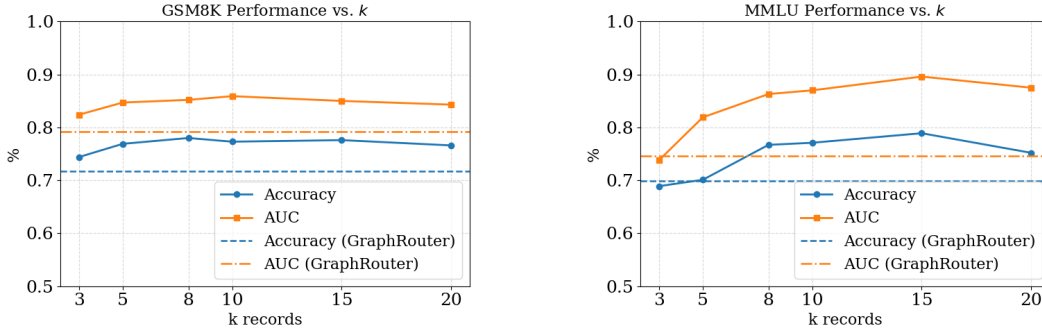 GSM8K Performance vs. k
1.0
0.9
0.8
0.7
0.6
0.5
%
3 5 8 10 15 20
k records
Accuracy
AUC
Accuracy (GraphRouter)
AUC (GraphRouter)
MMLU Performance vs. k
1.0
0.9
0.8
0.7
0.6
0.5
%
3 5 8 10 15 20
k records
Accuracy
AUC
Accuracy (GraphRouter)
AUC (GraphRouter)